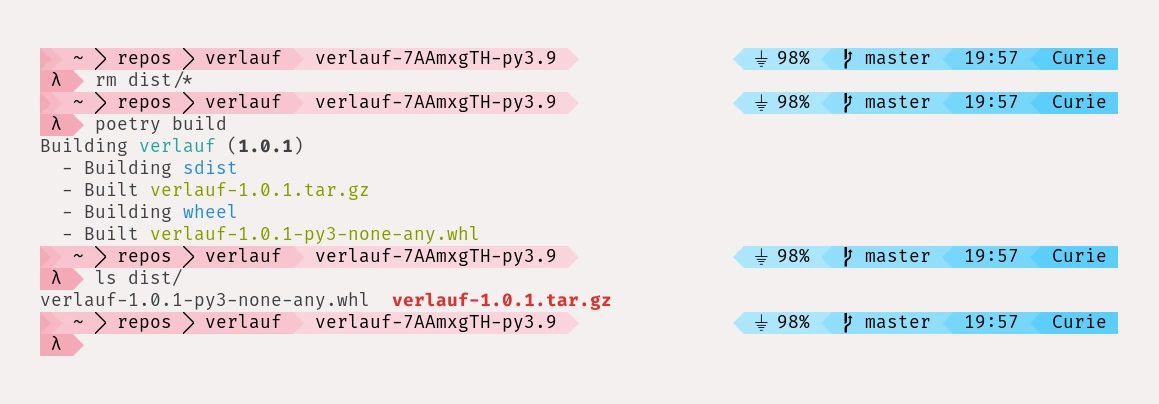 ~ repos verlauf verlauf-7AAmxgTH-py3.9 98% master 19:57 Curie
λ rm dist/*
~ repos verlauf verlauf-7AAmxgTH-py3.9 98% master 19:57 Curie
λ poetry build
Building verlauf (1.0.1)
- Building sdist
- Built verlauf-1.0.1.tar.gz
- Building wheel
- Built verlauf-1.0.1-py3-none-any.whl
~ repos verlauf verlauf-7AAmxgTH-py3.9 98% master 19:57 Curie
λ ls dist/
verlauf-1.0.1-py3-none-any.whl verlauf-1.0.1.tar.gz
~ repos verlauf verlauf-7AAmxgTH-py3.9 98% master 19:57 Curie
λ